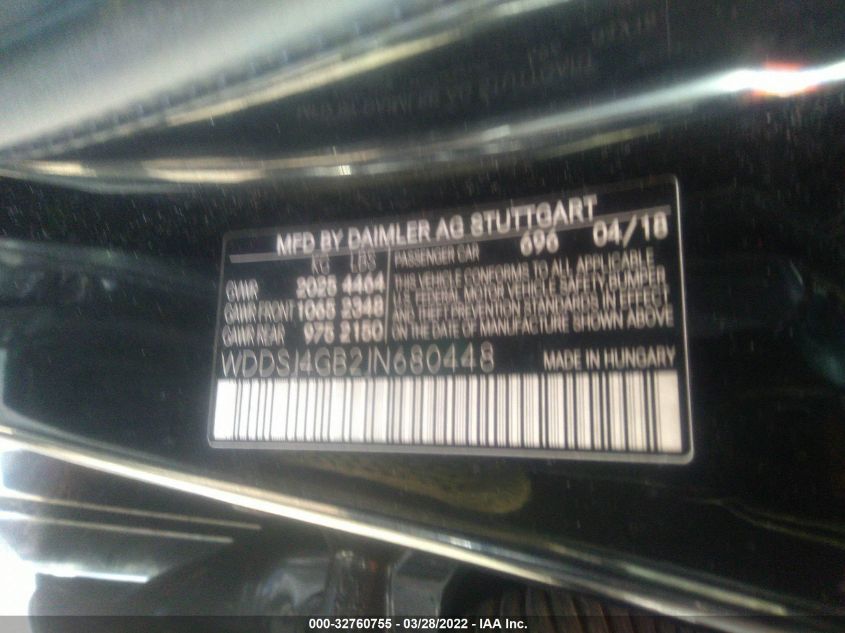 MFD BY DAIMLER AG STUTTGART
KG LBS
GVWR 2025 4464
GAWR FRONT 1065 2348
GAWR REAR 975 2150
PASSENGER CAR 696 04/18
THIS VEHICLE CONFORMS TO ALL APPLICABLE
U.S. FEDERAL MOTOR VEHICLE SAFETY BUMPER
AND THEFT PREVENTION STANDARDS IN EFFECT
ON THE DATE OF MANUFACTURE SHOWN ABOVE
WDDSJ4GB2JN680448 MADE IN HUNGARY
000-32760755 - 03/28/2022 - IAA Inc.